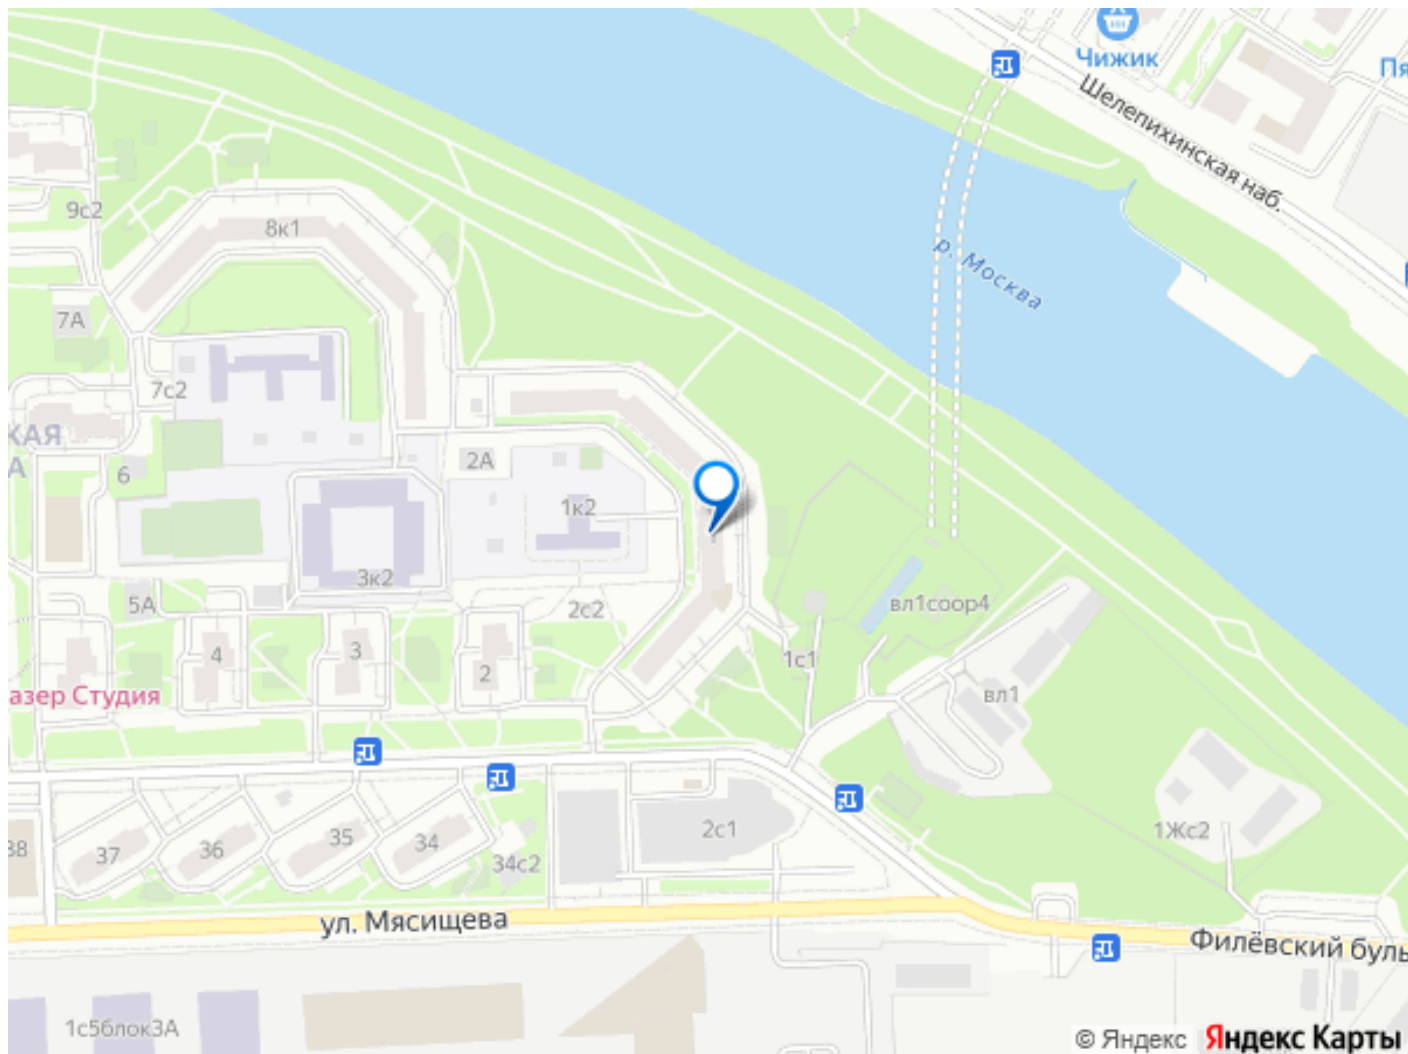 Чижик
Пя
Шелепихинская наб.
9с2
8к1
р. Москва
7А
7с2
КАЯ
А
6
2А
1к2
3к2
5А
2с2
вл1соор4
4
3
2
1с1
азер Студия
вл1
38
37
36
35
34
34с2
2с1
1Жс2
ул. Мясищева
Филёвский буль
1с5блок3А
© Яндекс Яндекс Карты